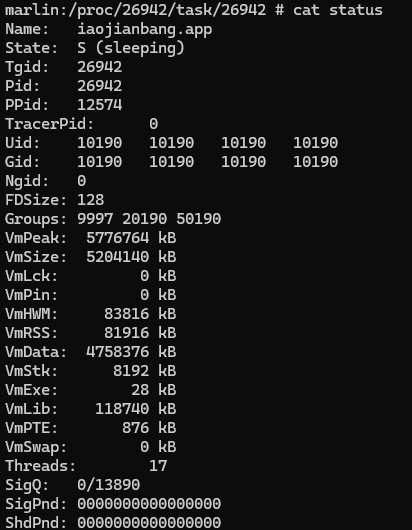 marlin:/proc/26942/task/26942 # cat status
Name:   iaojianbang.app
State:  S (sleeping)
Tgid:   26942
Pid:    26942
PPid:   12574
TracerPid:      0
Uid:    10190   10190   10190   10190
Gid:    10190   10190   10190   10190
Ngid:   0
FDSize: 128
Groups: 9997 20190 50190
VmPeak:  5776764 kB
VmSize:  5204140 kB
VmLck:         0 kB
VmPin:         0 kB
VmHWM:     83816 kB
VmRSS:     81916 kB
VmData:  4758376 kB
VmStk:      8192 kB
VmExe:        28 kB
VmLib:    118740 kB
VmPTE:       876 kB
VmSwap:        0 kB
Threads:        17
SigQ:   0/13890
SigPnd: 0000000000000000
ShdPnd: 0000000000000000